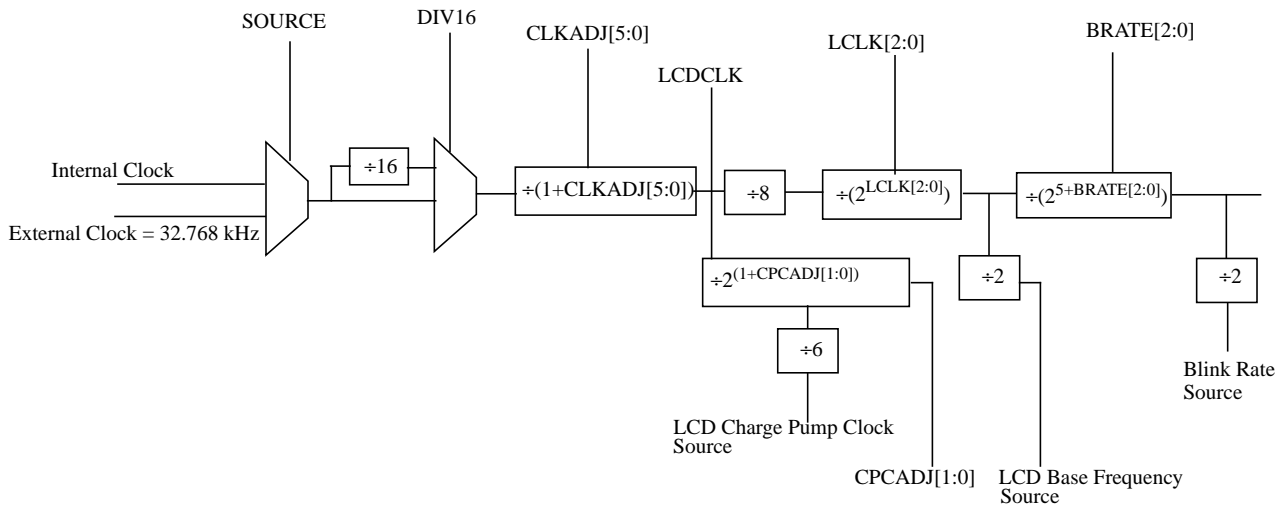 SOURCE
DIV16
CLKADJ[5:0]
LCLK[2:0]
BRATE[2:0]
LCDCLK
Internal Clock
÷16
÷(1+CLKADJ[5:0])
÷8
÷(2^LCLK[2:0])
÷(2^5+BRATE[2:0])
External Clock = 32.768 kHz
÷2^(1+CPCADJ[1:0])
÷2
÷2
÷6
Blink Rate
Source
LCD Charge Pump Clock
Source
CPCADJ[1:0]
LCD Base Frequency
Source